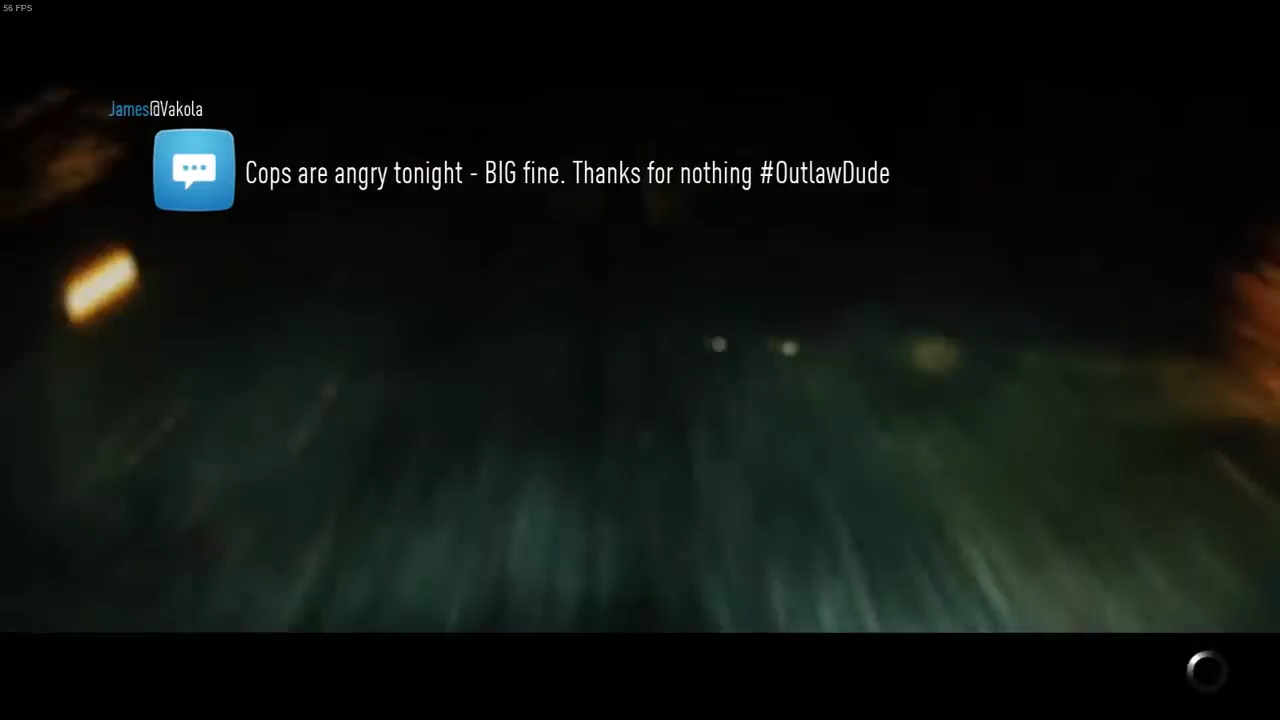 56 FPS
James@Vakola
Cops are angry tonight - BIG fine. Thanks for nothing #OutlawDude